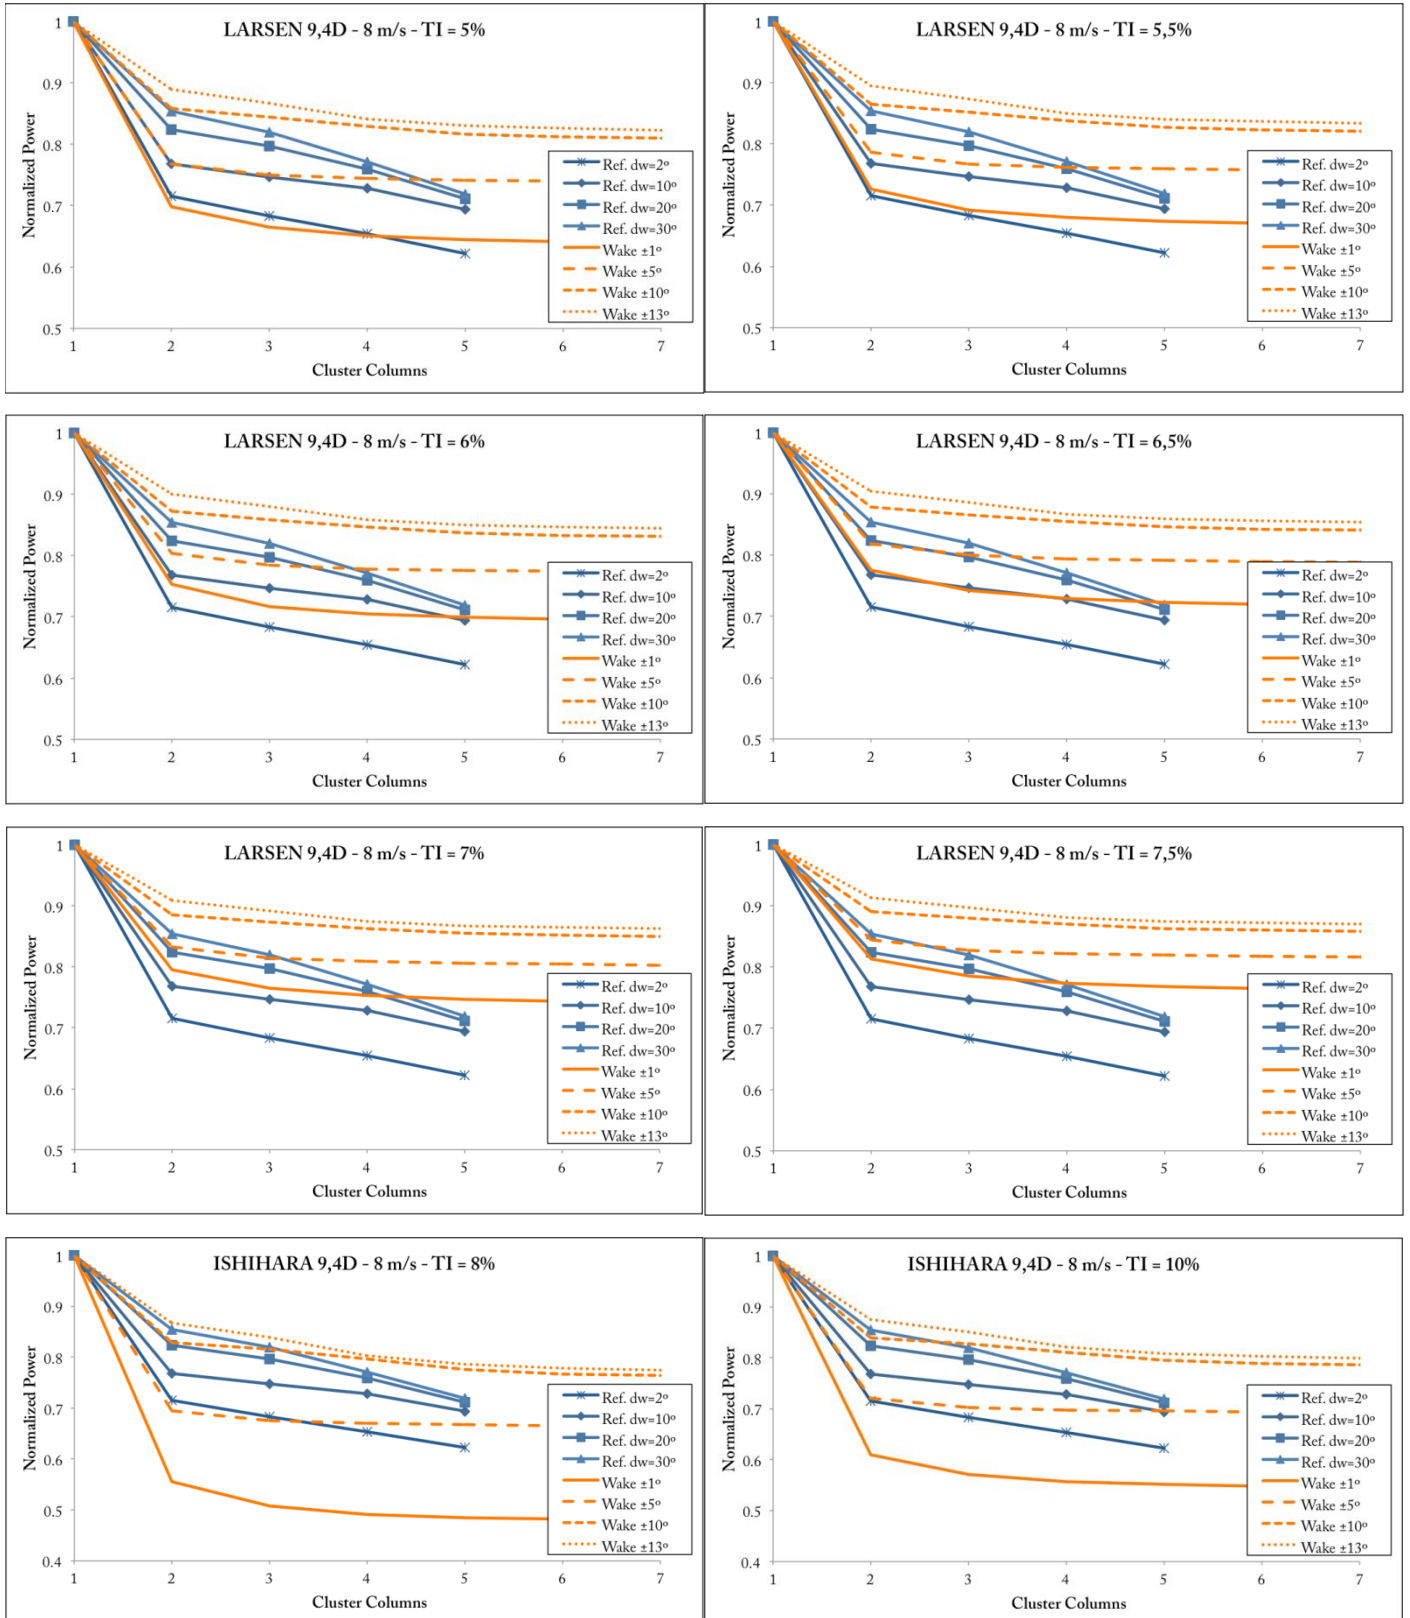 LARSEN 9,4D - 8 m/s - TI = 5%
Normalized Power
1
0.9
0.8
0.7
0.6
0.5
1 2 3 4 5 6 7
Cluster Columns
Ref. dw=2º
Ref. dw=10º
Ref. dw=20º
Ref. dw=30º
Wake ±1º
Wake ±5º
Wake ±10º
Wake ±13º
LARSEN 9,4D - 8 m/s - TI = 5,5%
Normalized Power
1
0.9
0.8
0.7
0.6
0.5
1 2 3 4 5 6 7
Cluster Columns
Ref. dw=2º
Ref. dw=10º
Ref. dw=20º
Ref. dw=30º
Wake ±1º
Wake ±5º
Wake ±10º
Wake ±13º
LARSEN 9,4D - 8 m/s - TI = 6%
Normalized Power
1
0.9
0.8
0.7
0.6
0.5
1 2 3 4 5 6 7
Cluster Columns
Ref. dw=2º
Ref. dw=10º
Ref. dw=20º
Ref. dw=30º
Wake ±1º
Wake ±5º
Wake ±10º
Wake ±13º
LARSEN 9,4D - 8 m/s - TI = 6,5%
Normalized Power
1
0.9
0.8
0.7
0.6
0.5
1 2 3 4 5 6 7
Cluster Columns
Ref. dw=2º
Ref. dw=10º
Ref. dw=20º
Ref. dw=30º
Wake ±1º
Wake ±5º
Wake ±10º
Wake ±13º
LARSEN 9,4D - 8 m/s - TI = 7%
Normalized Power
1
0.9
0.8
0.7
0.6
0.5
1 2 3 4 5 6 7
Cluster Columns
Ref. dw=2º
Ref. dw=10º
Ref. dw=20º
Ref. dw=30º
Wake ±1º
Wake ±5º
Wake ±10º
Wake ±13º
LARSEN 9,4D - 8 m/s - TI = 7,5%
Normalized Power
1
0.9
0.8
0.7
0.6
0.5
1 2 3 4 5 6 7
Cluster Columns
Ref. dw=2º
Ref. dw=10º
Ref. dw=20º
Ref. dw=30º
Wake ±1º
Wake ±5º
Wake ±10º
Wake ±13º
ISHIHARA 9,4D - 8 m/s - TI = 8%
Normalized Power
1
0.9
0.8
0.7
0.6
0.5
0.4
1 2 3 4 5 6 7
Cluster Columns
Ref. dw=2º
Ref. dw=10º
Ref. dw=20º
Ref. dw=30º
Wake ±1º
Wake ±5º
Wake ±10º
Wake ±13º
ISHIHARA 9,4D - 8 m/s - TI = 10%
Normalized Power
1
0.9
0.8
0.7
0.6
0.5
0.4
1 2 3 4 5 6 7
Cluster Columns
Ref. dw=2º
Ref. dw=10º
Ref. dw=20º
Ref. dw=30º
Wake ±1º
Wake ±5º
Wake ±10º
Wake ±13º